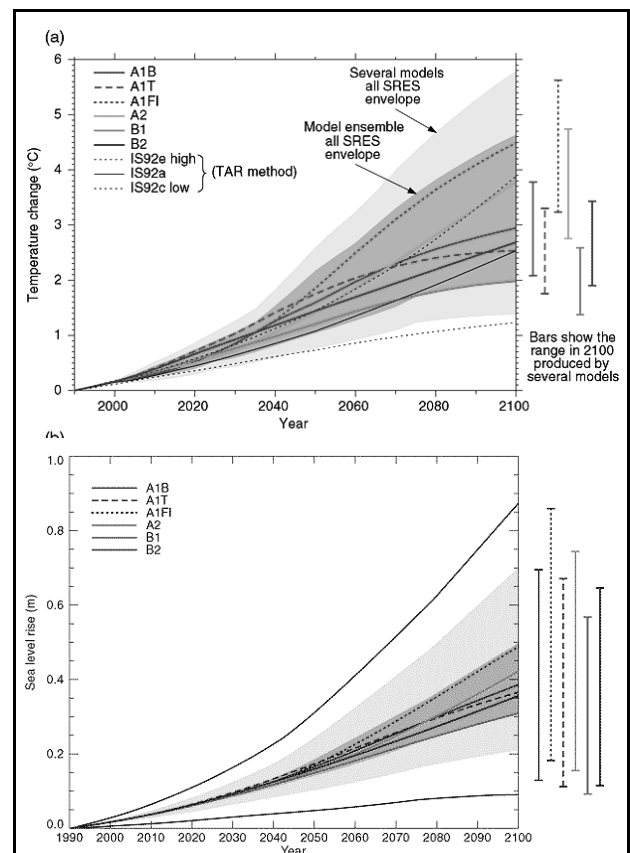 (a)
6
5
4
3
2
1
0
Temperature change (°C)
A1B
A1T
A1FI
A2
B1
B2
IS92e high
IS92a
IS92c low
(TAR method)
Several models
all SRES
envelope
Model ensemble
all SRES
envelope
2000
2020
2040
2060
2080
2100
Year
Bars show the
range in 2100
produced by
several models
(b)
1.0
0.8
0.6
0.4
0.2
0.0
Sea level rise (m)
A1B
A1T
A1FI
A2
B1
B2
1990
2000
2010
2020
2030
2040
2050
2060
2070
2080
2090
2100
Year